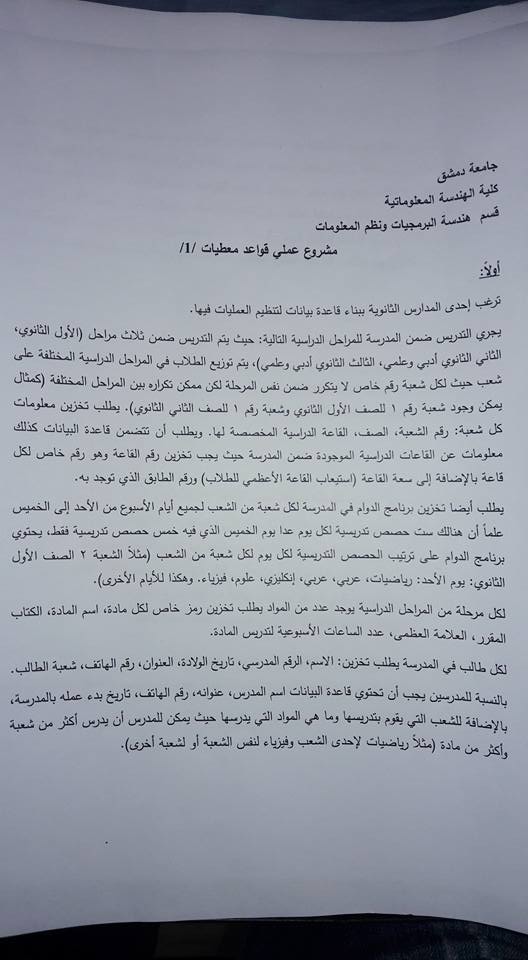 جامعة دمشق
كلية الهندسة المعلوماتية
قسم هندسة البرمجيات ونظم المعلومات
مشروع عملي قواعد معطيات /1/
أولاً:
ترغب إحدى المدارس الثانوية ببناء قاعدة بيانات لتنظيم العمليات فيها.
يجري التدريس ضمن المدرسة للمراحل الدراسية التالية: حيث يتم التدريس ضمن ثلاث مراحل (الأول الثانوي،
الثاني الثانوي أدبي وعلمي، الثالث الثانوي أدبي وعلمي)، يتم توزيع الطلاب في المراحل الدراسية المختلفة على
شعب حيث لكل شعبة رقم خاص لا يتكرر ضمن نفس المرحلة لكن ممكن تكراره بين المراحل المختلفة (كمثال
يمكن وجود شعبة رقم ١ للصف الأول الثانوي وشعبة رقم ١ للصف الثاني الثانوي). يطلب تخزين معلومات
كل شعبة: رقم الشعبة، الصف، القاعة الدراسية المخصصة لها. ويطلب أن تتضمن قاعدة البيانات كذلك
معلومات عن القاعات الدراسية الموجودة ضمن المدرسة حيث يجب تخزين رقم القاعة وهو رقم خاص لكل
قاعة بالإضافة إلى سعة القاعة (استيعاب القاعة الأعظمي للطلاب) ورقم الطابق الذي توجد به.
يطلب أيضا تخزين برنامج الدوام في المدرسة لكل شعبة من الشعب لجميع أيام الأسبوع من الأحد إلى الخميس
علماً أن هنالك ست حصص تدريسية لكل يوم عدا يوم الخميس الذي فيه خمس حصص تدريسية فقط، يحتوي
برنامج الدوام على ترتيب الحصص التدريسية لكل يوم لكل شعبة من الشعب (مثلاً الشعبة ٢ الصف الأول
الثانوي: يوم الأحد: رياضيات، عربي، عربي، إنكليزي، علوم، فيزياء. وهكذا للأيام الأخرى).
لكل مرحلة من المراحل الدراسية يوجد عدد من المواد يطلب تخزين رمز خاص لكل مادة، اسم المادة، الكتاب
المقرر، العلامة العظمى، عدد الساعات الأسبوعية لتدريس المادة.
لكل طالب في المدرسة يطلب تخزين: الاسم، الرقم المدرسي، تاريخ الولادة، العنوان، رقم الهاتف، شعبة الطالب.
بالنسبة للمدرسين يجب أن تحتوي قاعدة البيانات اسم المدرس، عنوانه، رقم الهاتف، تاريخ بدء عمله بالمدرسة،
بالإضافة للشعب التي يقوم بتدريسها وما هي المواد التي يدرسها حيث يمكن للمدرس أن يدرس أكثر من شعبة
وأكثر من مادة (مثلاً رياضيات لإحدى الشعب وفيزياء لنفس الشعبة أو لشعبة أخرى).